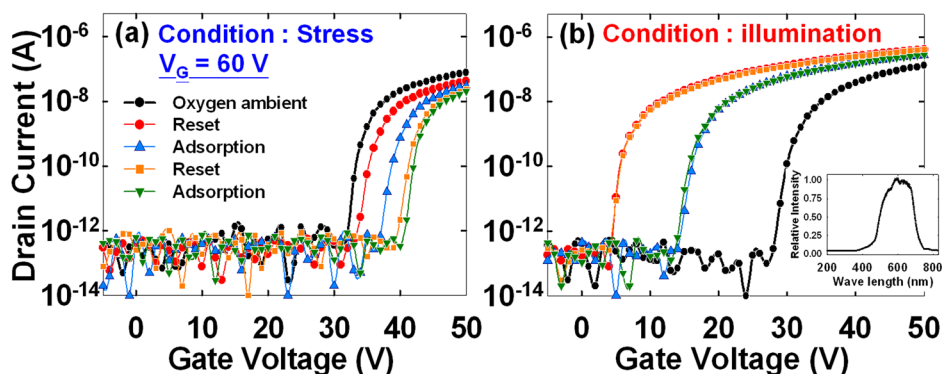 (a) Condition : Stress
V_G = 60 V
Oxygen ambient
Reset
Adsorption
Reset
Adsorption
Drain Current (A)
10^-6
10^-8
10^-10
10^-12
10^-14
0 10 20 30 40 50
Gate Voltage (V)
(b) Condition : illumination
10^-6
10^-8
10^-10
10^-12
10^-14
0 10 20 30 40 50
Gate Voltage (V)
Relative Intensity
1.00
0.75
0.50
0.25
0.00
200 400 600 800
Wave length (nm)